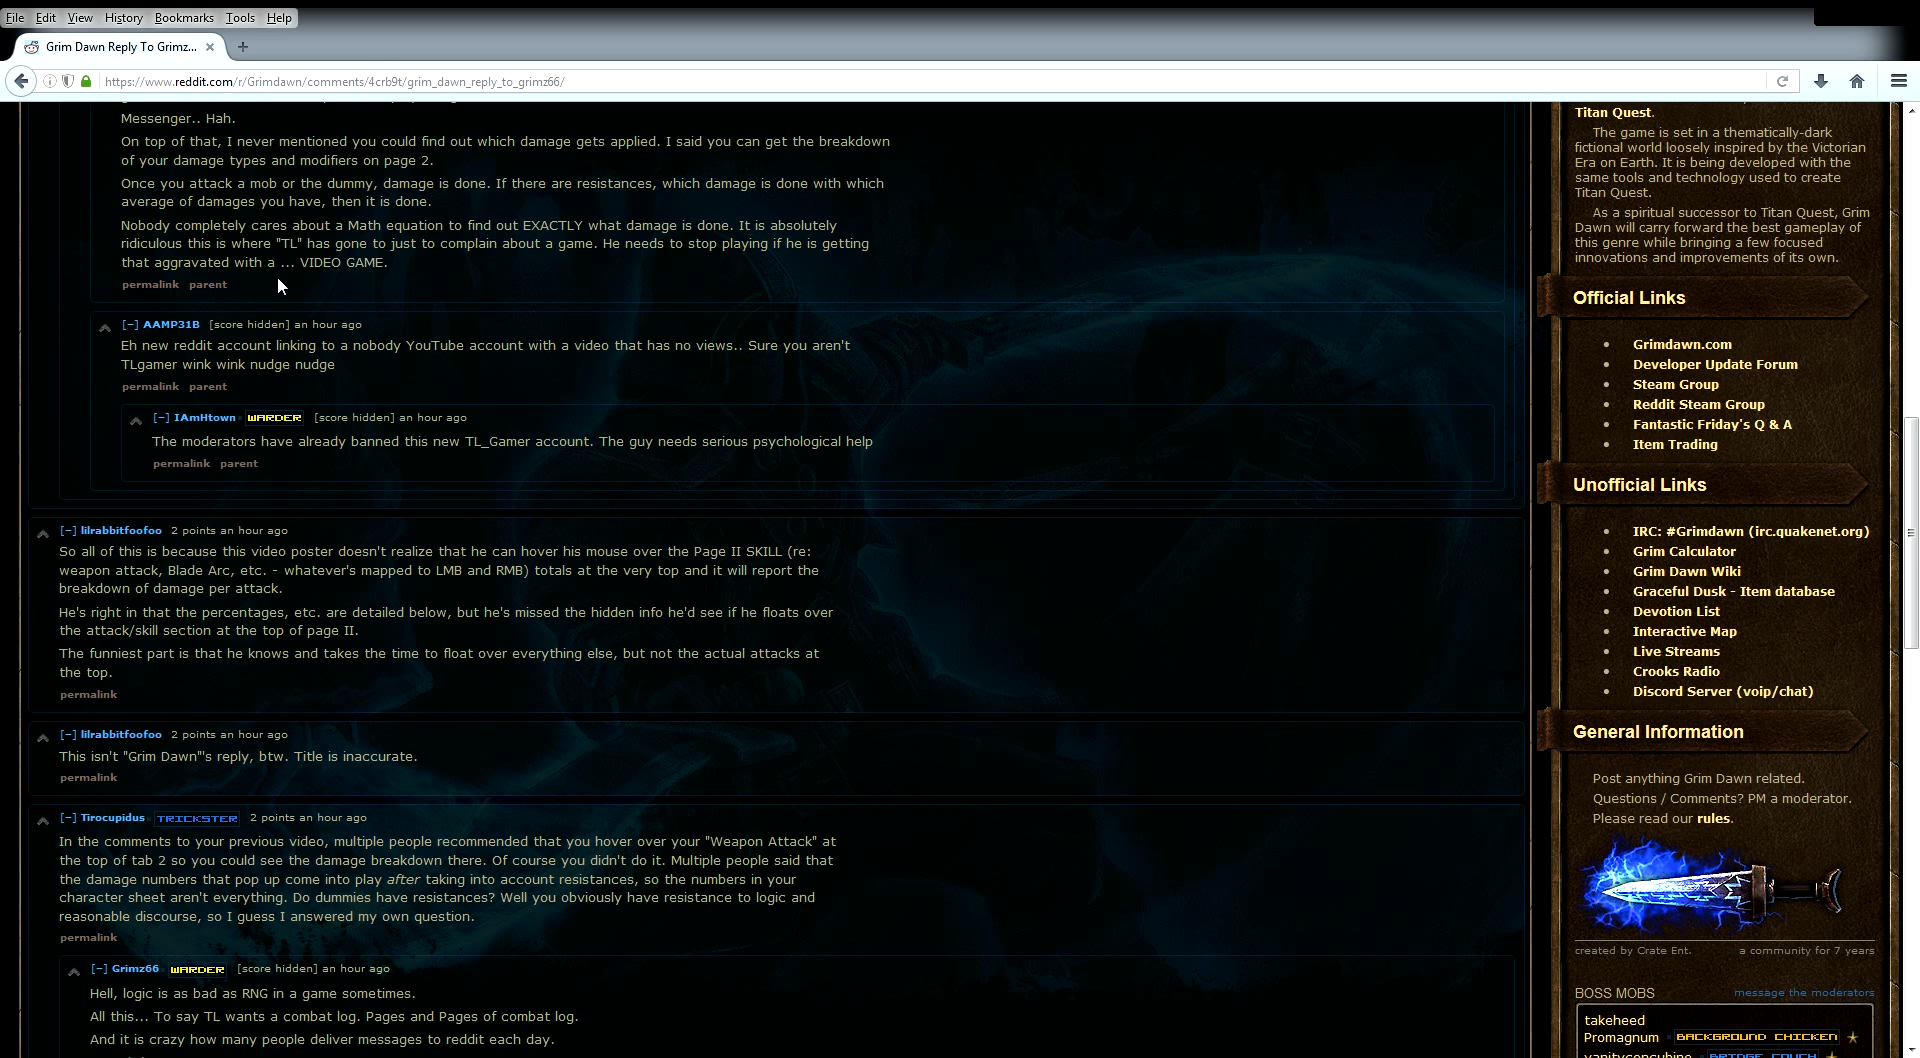 File Edit View History Bookmarks Tools Help
Grim Dawn Reply To Grimz...
https://www.reddit.com/r/Grimdawn/comments/4crb9t/grim_dawn_reply_to_grimz66/
Messenger.. Hah.
On top of that, I never mentioned you could find out which damage gets applied. I said you can get the breakdown
of your damage types and modifiers on page 2.
Once you attack a mob or the dummy, damage is done. If there are resistances, which damage is done with which
average of damages you have, then it is done.
Nobody completely cares about a Math equation to find out EXACTLY what damage is done. It is absolutely
ridiculous this is where "TL" has gone to just to complain about a game. He needs to stop playing if he is getting
that aggravated with a ... VIDEO GAME.
permalink parent
[–] AAMP31B [score hidden] an hour ago
Eh new reddit account linking to a nobody YouTube account with a video that has no views.. Sure you aren't
TLgamer wink wink nudge nudge
permalink parent
[–] IAmHtown WARDER [score hidden] an hour ago
The moderators have already banned this new TL_Gamer account. The guy needs serious psychological help
permalink parent
[–] lilrabbitfoofoo 2 points an hour ago
So all of this is because this video poster doesn't realize that he can hover his mouse over the Page II SKILL (re:
weapon attack, Blade Arc, etc. - whatever's mapped to LMB and RMB) totals at the very top and it will report the
breakdown of damage per attack.
He's right in that the percentages, etc. are detailed below, but he's missed the hidden info he'd see if he floats over
the attack/skill section at the top of page II.
The funniest part is that he knows and takes the time to float over everything else, but not the actual attacks at
the top.
permalink
[–] lilrabbitfoofoo 2 points an hour ago
This isn't "Grim Dawn"'s reply, btw. Title is inaccurate.
permalink
[–] Tirocupidus TRICKSTER 2 points an hour ago
In the comments to your previous video, multiple people recommended that you hover over your "Weapon Attack" at
the top of tab 2 so you could see the damage breakdown there. Of course you didn't do it. Multiple people said that
the damage numbers that pop up come into play after taking into account resistances, so the numbers in your
character sheet aren't everything. Do dummies have resistances? Well you obviously have resistance to logic and
reasonable discourse, so I guess I answered my own question.
permalink
[–] Grimz66 WARDER [score hidden] an hour ago
Hell, logic is as bad as RNG in a game sometimes.
All this... To say TL wants a combat log. Pages and Pages of combat log.
And it is crazy how many people deliver messages to reddit each day.
Titan Quest.
The game is set in a thematically-dark
fictional world loosely inspired by the Victorian
Era on Earth. It is being developed with the
same tools and technology used to create
Titan Quest.
As a spiritual successor to Titan Quest, Grim
Dawn will carry forward the best gameplay of
this genre while bringing a few focused
innovations and improvements of its own.
Official Links
Grimdawn.com
Developer Update Forum
Steam Group
Reddit Steam Group
Fantastic Friday's Q & A
Item Trading
Unofficial Links
IRC: #Grimdawn (irc.quakenet.org)
Grim Calculator
Grim Dawn Wiki
Graceful Dusk - Item database
Devotion List
Interactive Map
Live Streams
Crooks Radio
Discord Server (voip/chat)
General Information
Post anything Grim Dawn related.
Questions / Comments? PM a moderator.
Please read our rules.
created by Crate Ent. a community for 7 years
BOSS MOBS message the moderators
takeheed
Promagnum BACKGROUND CHICKEN
vanityconcubine BRIDGE COUCH